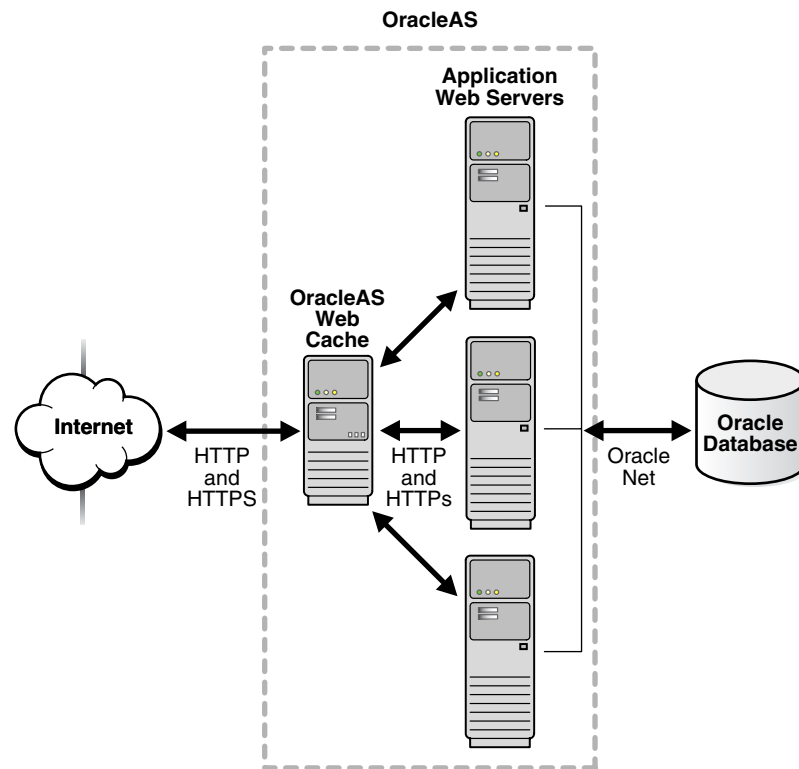 OracleAS
Application
Web Servers
OracleAS
Web
Cache
Internet
HTTP
and
HTTPS
HTTP
and
HTTPs
Oracle
Net
Oracle
Database